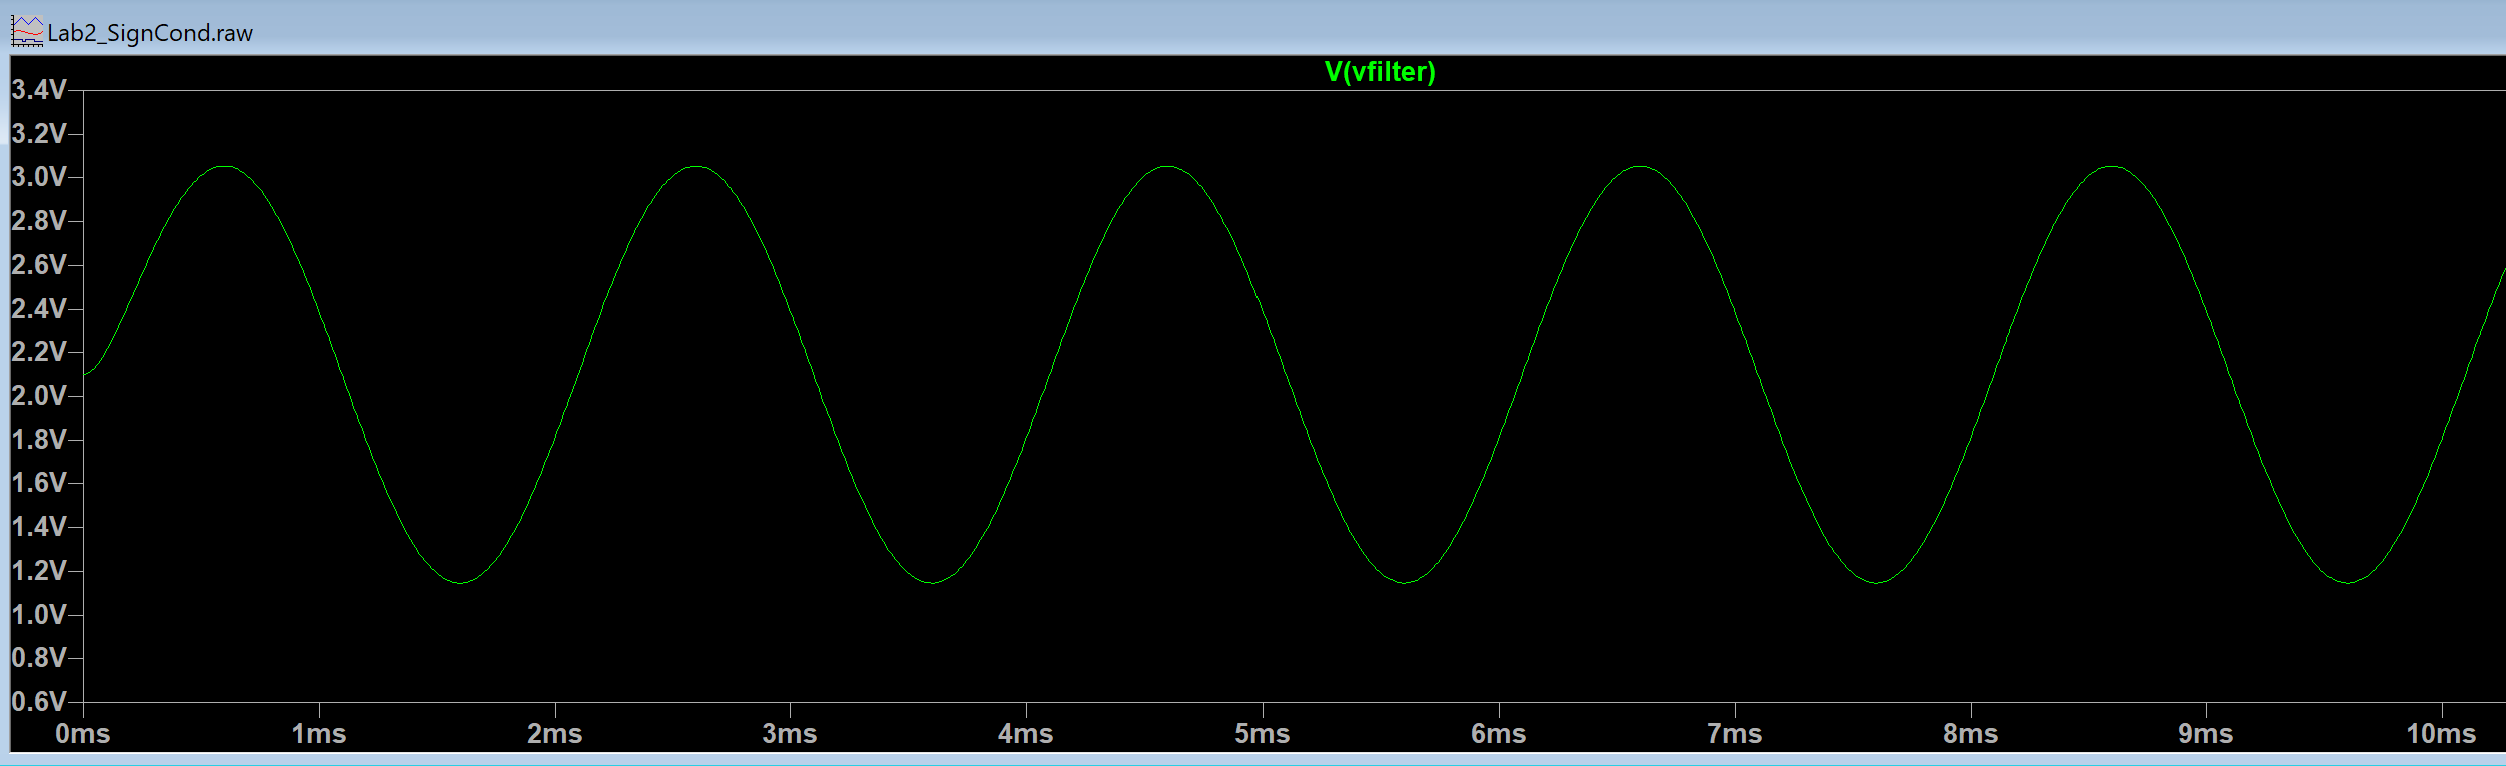 Lab2_SignCond.raw
V(vfilter)
3.4V
3.2V
3.0V
2.8V
2.6V
2.4V
2.2V
2.0V
1.8V
1.6V
1.4V
1.2V
1.0V
0.8V
0.6V
0ms 1ms 2ms 3ms 4ms 5ms 6ms 7ms 8ms 9ms 10ms